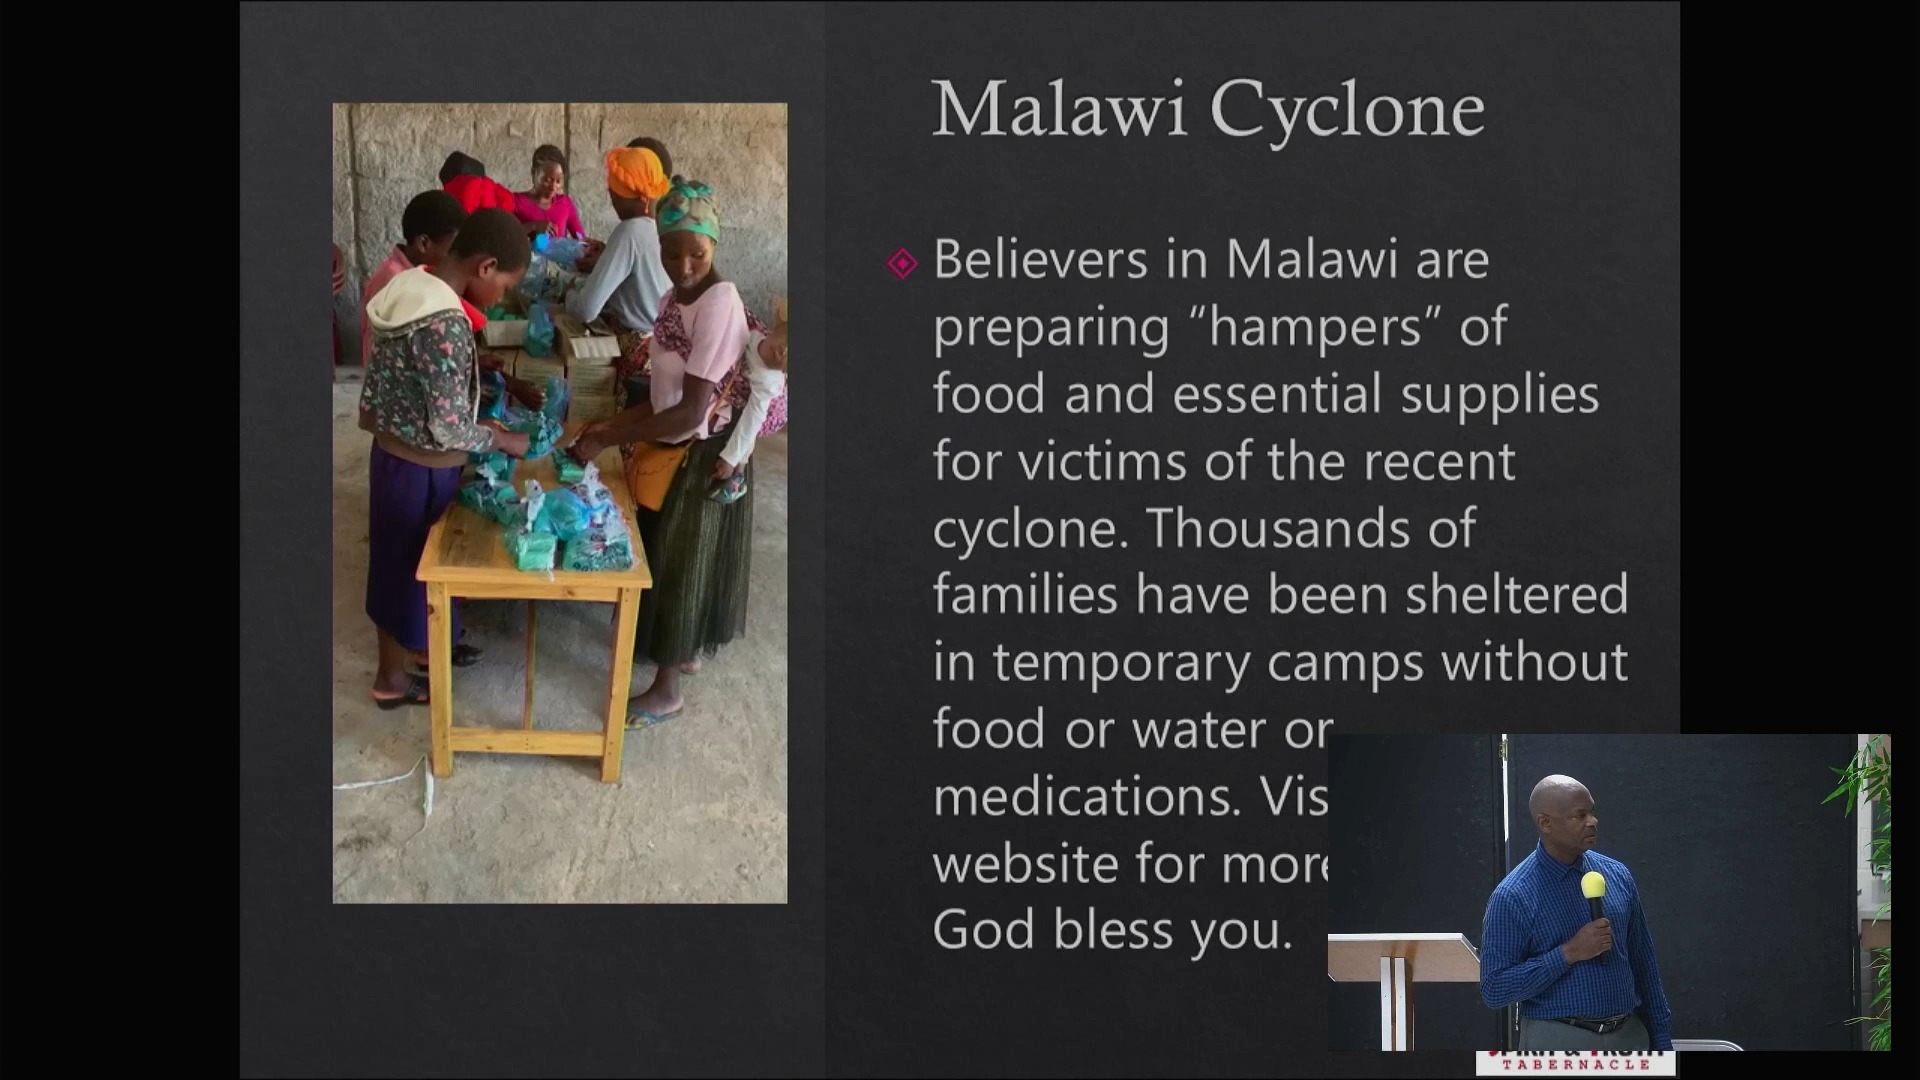 Malawi Cyclone
Believers in Malawi are
preparing “hampers” of
food and essential supplies
for victims of the recent
cyclone. Thousands of
families have been sheltered
in temporary camps without
food or water or
medications.
website for more
God bless you.
TABERNACLE